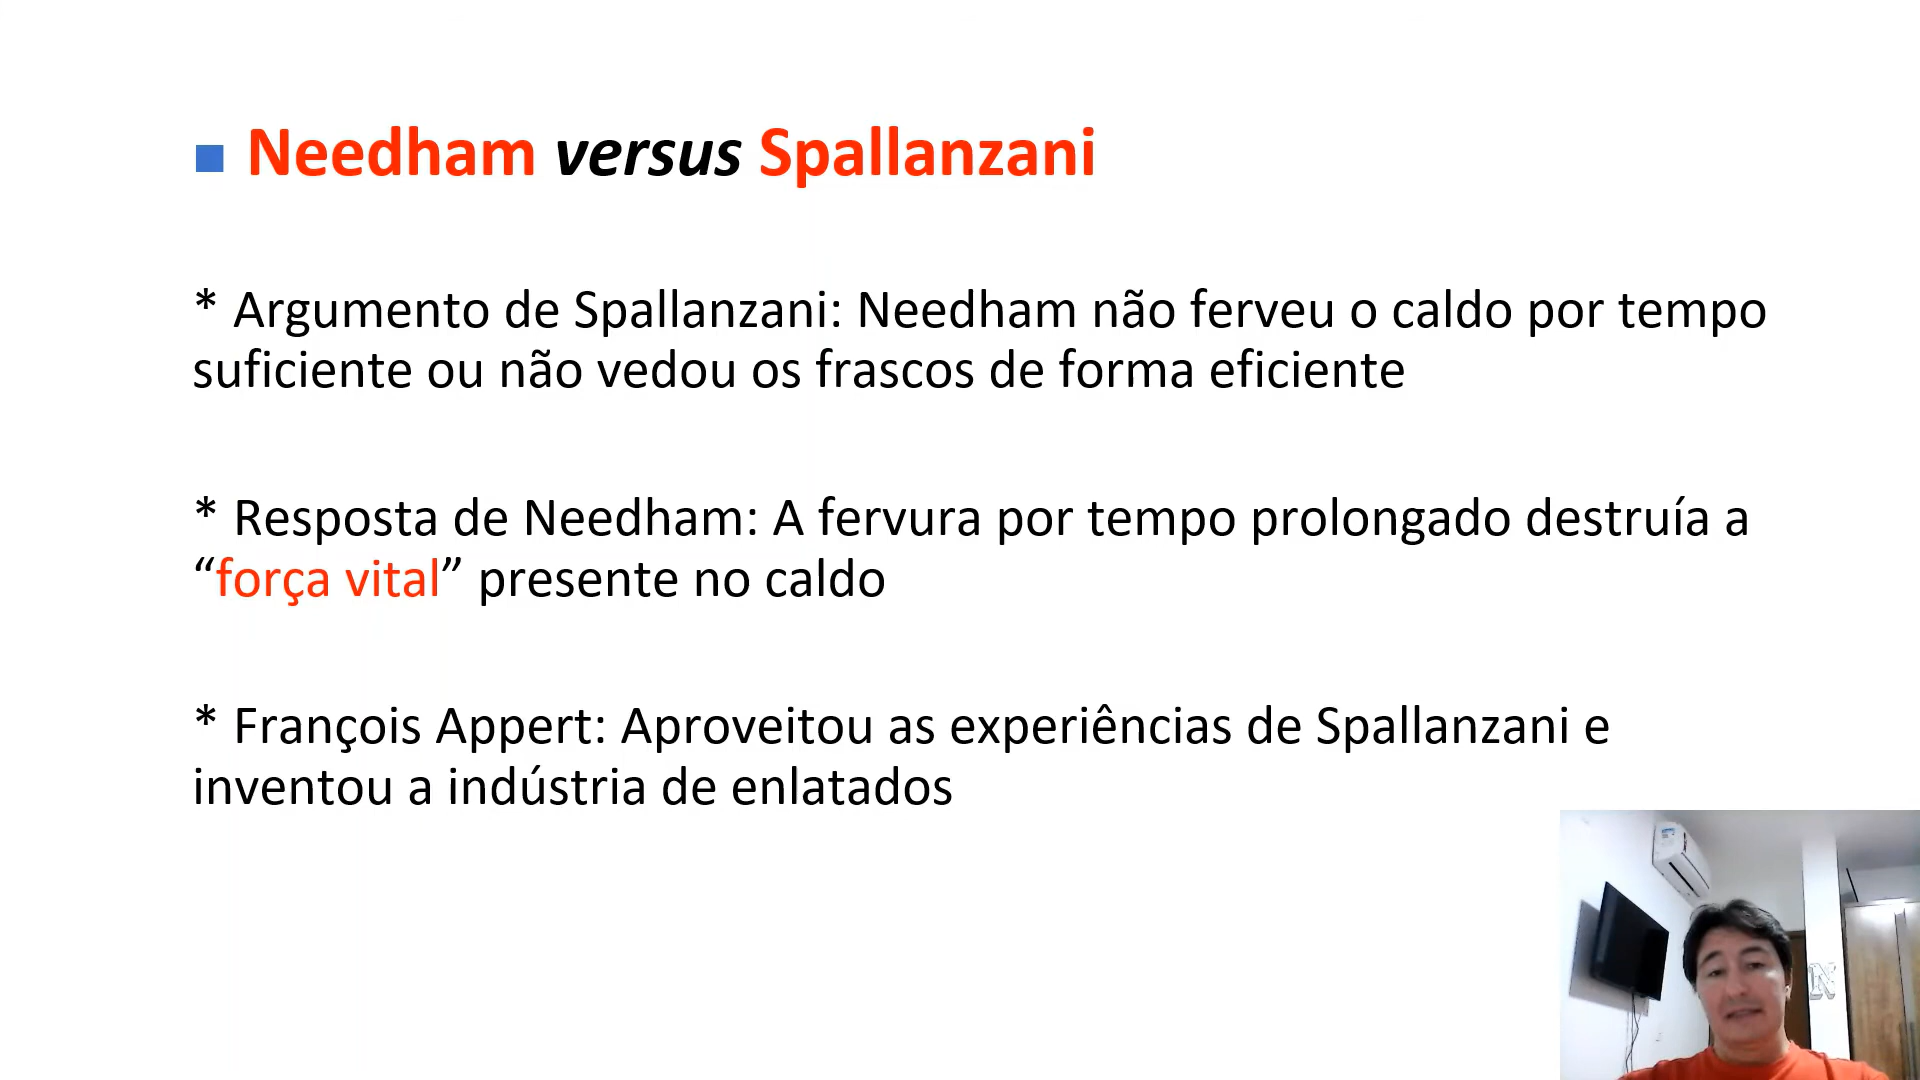 Needham versus Spallanzani
* Argumento de Spallanzani: Needham não ferveu o caldo por tempo
suficiente ou não vedou os frascos de forma eficiente
* Resposta de Needham: A fervura por tempo prolongado destruía a
“força vital” presente no caldo
* François Appert: Aproveitou as experiências de Spallanzani e
inventou a indústria de enlatados
N